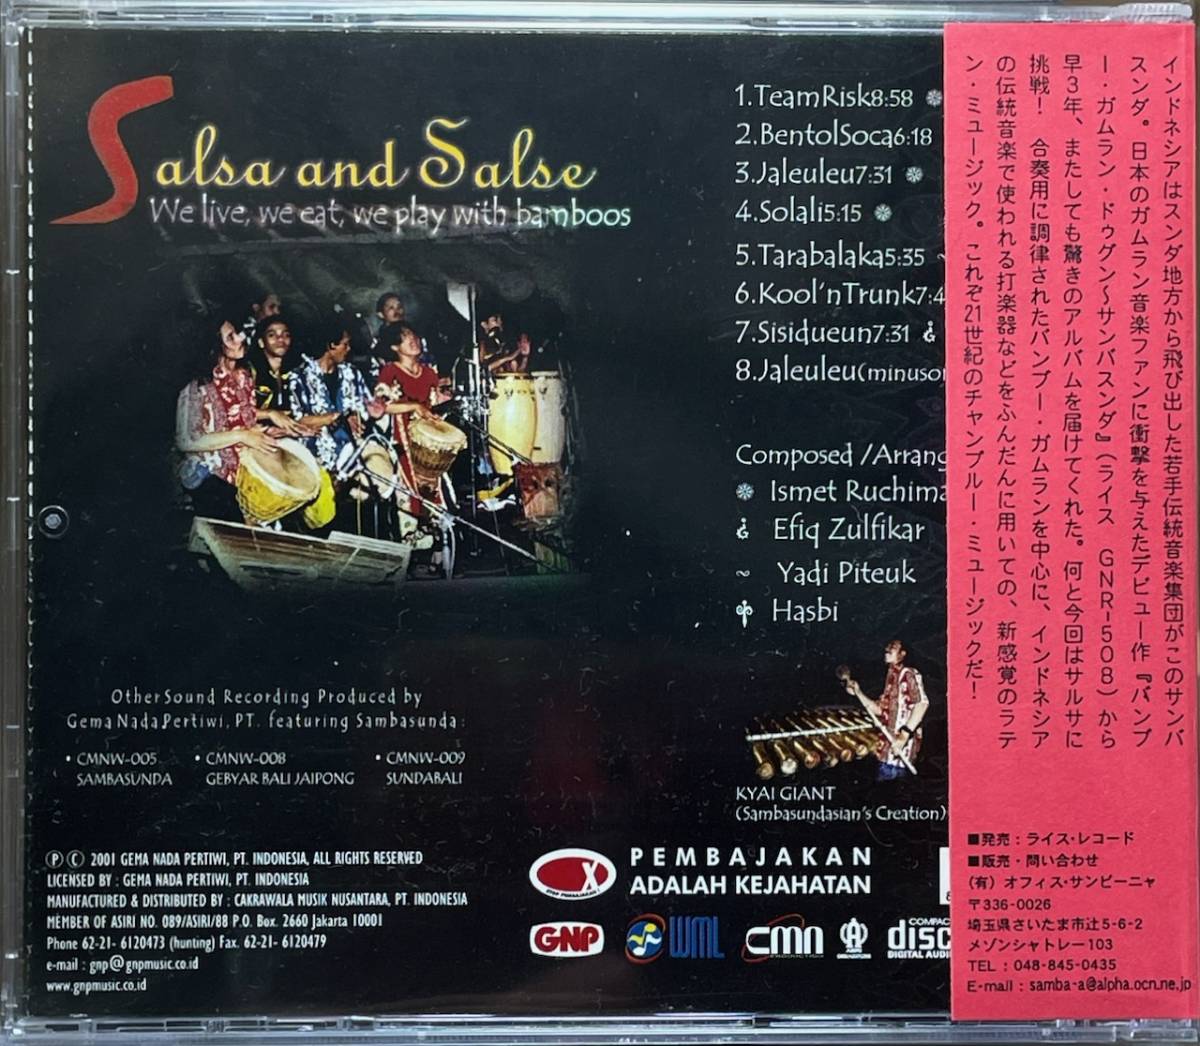 Salsa and Salse
We live, we eat, we play with bamboos
1.TeamRisk8:58
2.BentolSoca6:18
3.Jaleuleu7:31
4.Solali5:15
5.Tarabalaka5:35
6.Kool'nTrunk7:4
7.Sisidueun7:31
8.Jaleuleu(minuso
Composed /Arrang
Ismet Ruchima
Efiq Zulfikar
Yadi Piteuk
Hasbi
KYAI GIANT
(Sambasundasian's Creation)
Other Sound Recording Produced by
Gema Nada Pertiwi, PT. featuring Sambasunda :
• CMNW-005
SAMBASUNDA
• CMNW-008
GEBYAR BALI JAIPONG
• CMNW-009
SUNDABALI
Ⓟ Ⓒ 2001 GEMA NADA PERTIWI, PT. INDONESIA, ALL RIGHTS RESERVED
LICENSED BY : GEMA NADA PERTIWI, PT. INDONESIA
MANUFACTURED & DISTRIBUTED BY : CAKRAWALA MUSIK NUSANTARA, PT. INDONESIA
MEMBER OF ASIRI NO. 089/ASIRI/88 P.O. Box. 2660 Jakarta 10001
Phone 62-21- 6120473 (hunting) Fax. 62-21- 6120479
e-mail : gnp@gnpmusic.co.id
www.gnpmusic.co.id
PEMBAJAKAN
ADALAH KEJAHATAN
GNP
WML
cmn
COMPAC
disc
DIGITAL AUDI
インドネシアはスンダ地方から飛び出した若手伝統音楽集団がこのサンバ
スンダ。日本のガムラン音楽ファンに衝撃を与えたデビュー作『バンブ
ー・ガムラン・ドゥグン〜サンバスンダ』(ライス GNR-508)から
早3年、またしても驚きのアルバムを届けてくれた。何と今回はサルサに
挑戦! 合奏用に調律されたバンブー・ガムランを中心に、インドネシア
の伝統音楽で使われる打楽器などをふんだんに用いての、新感覚のラテ
ン・ミュージック。これぞ21世紀のチャンプルー・ミュージックだ!
■発売:ライス・レコード
■販売・問い合わせ
(有)オフィス・サンビーニャ
〒336-0026
埼玉県さいたま市辻5-6-2
メゾンシャトレー103
TEL : 048-845-0435
E-mail : samba-a@alpha.ocn.ne.jp